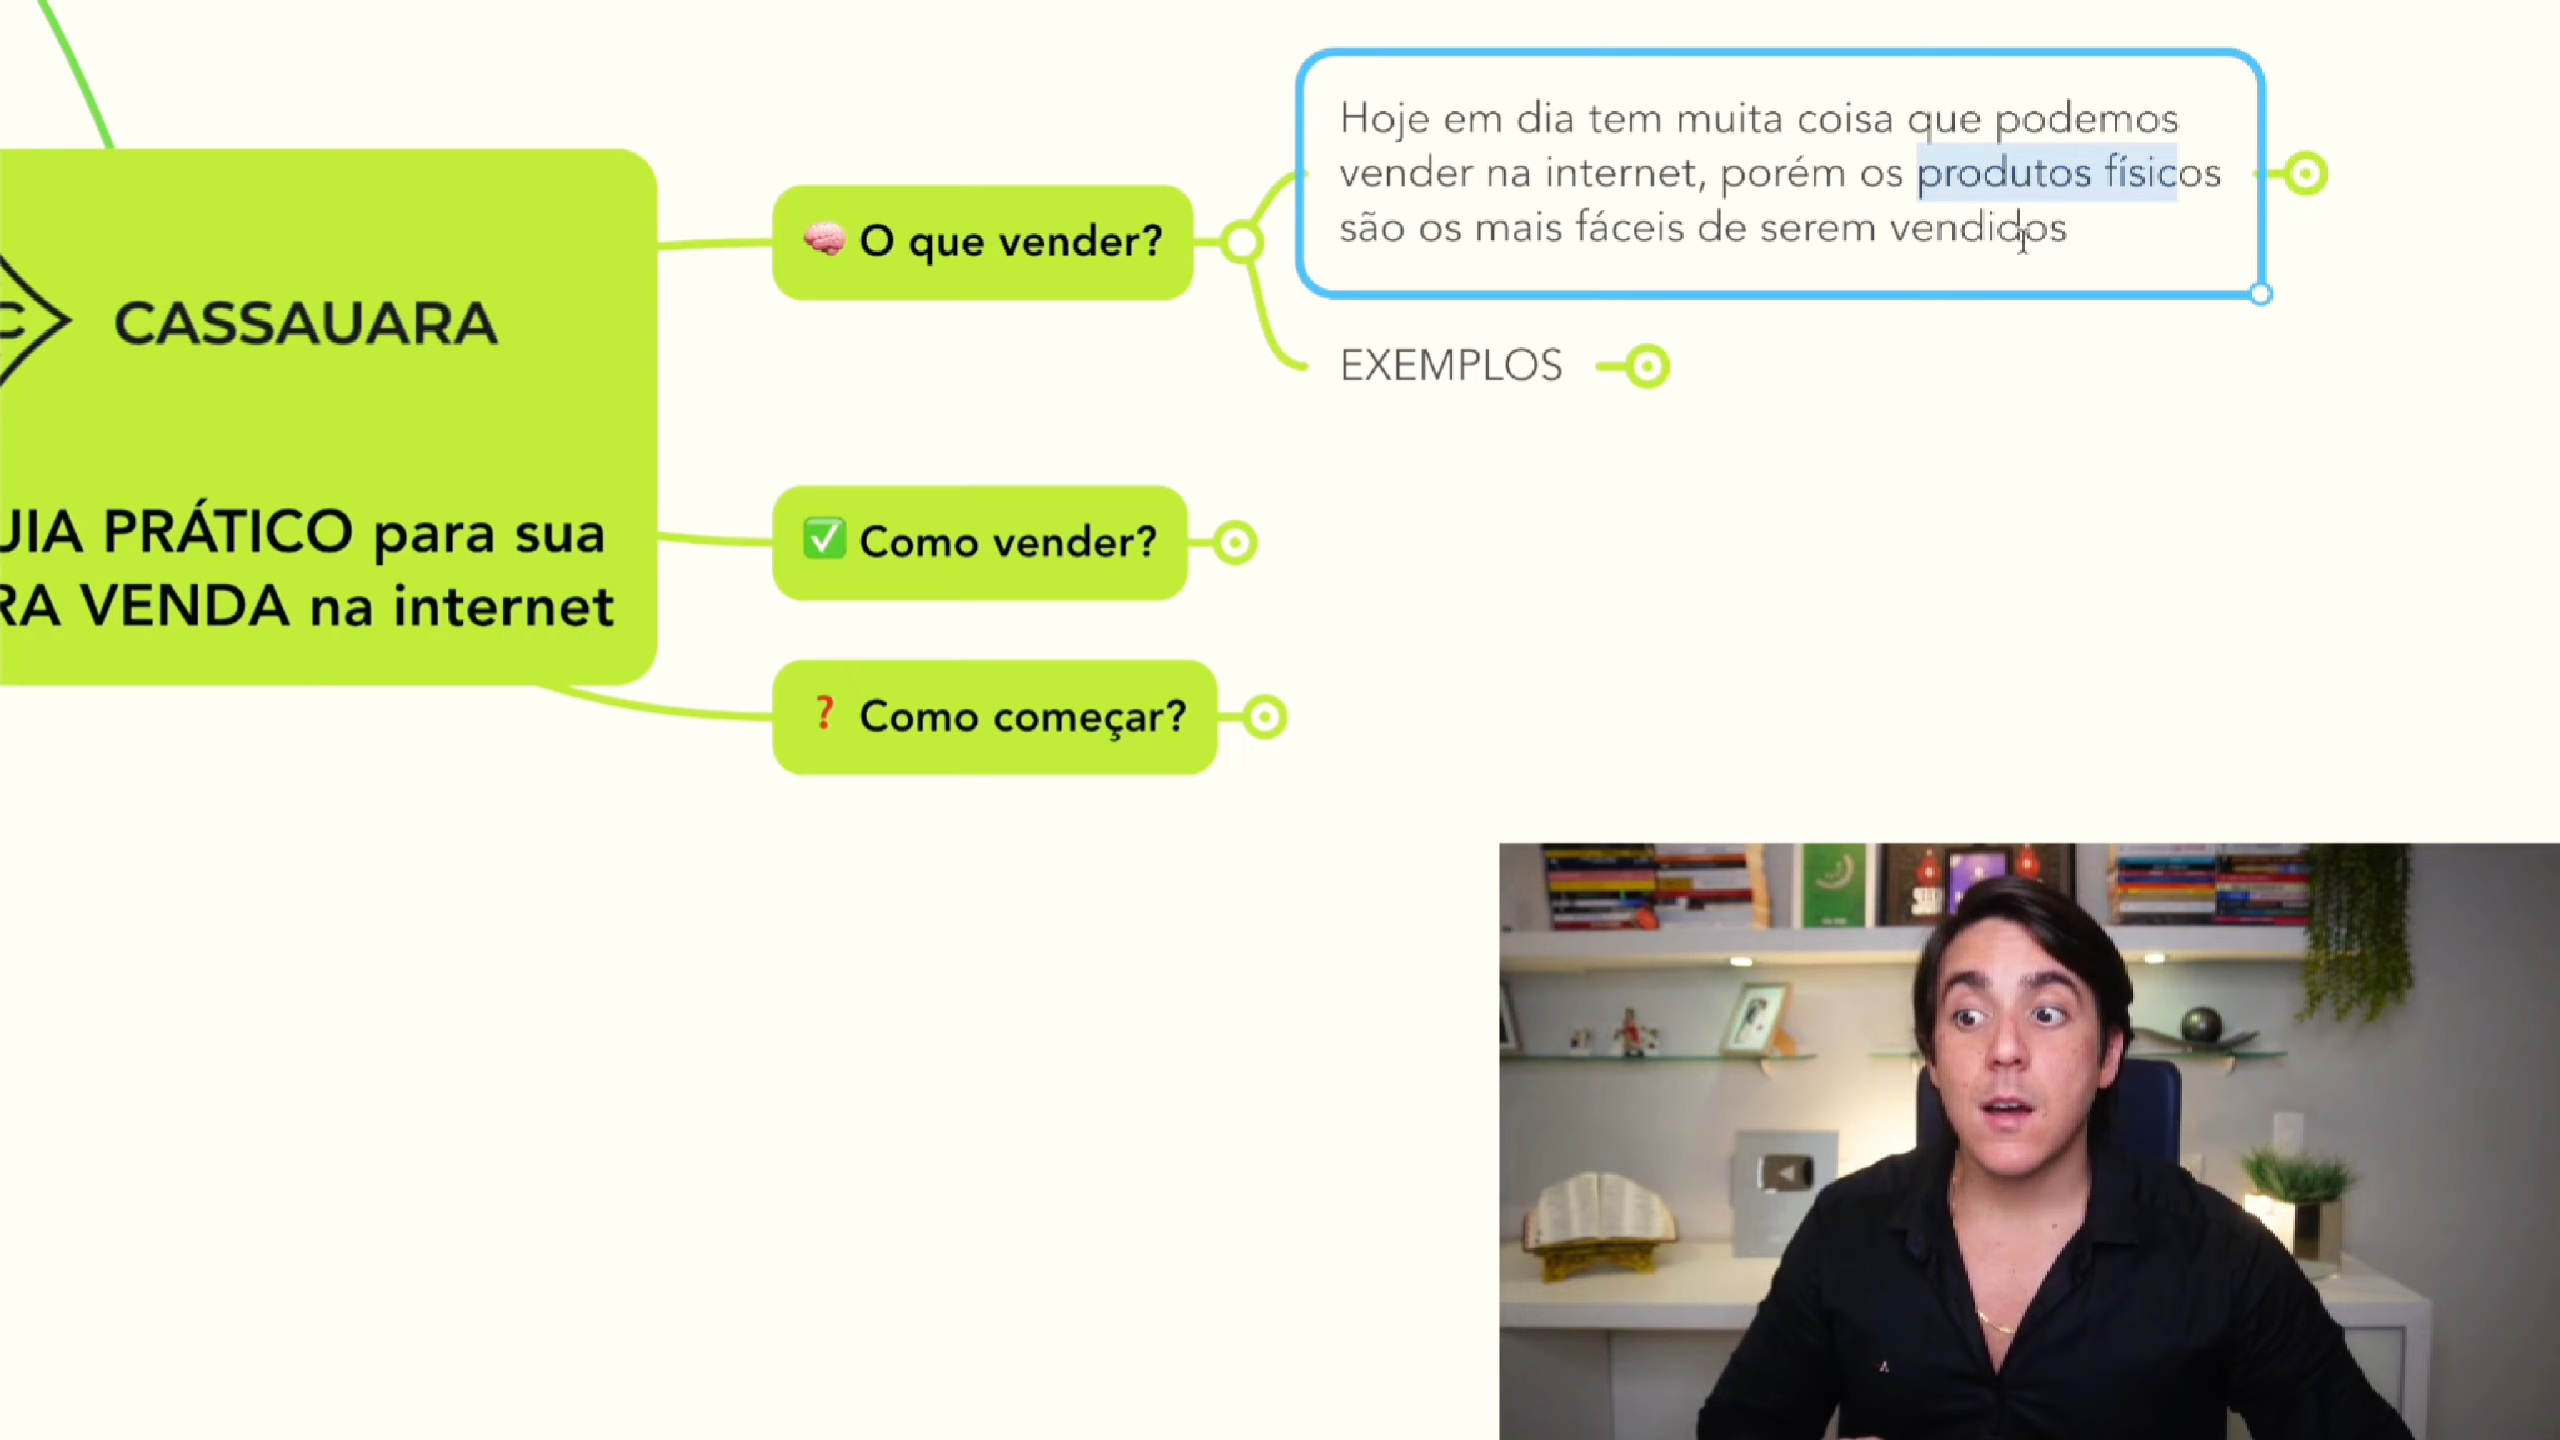 Hoje em dia tem muita coisa que podemos
vender na internet, porém os produtos físicos
são os mais fáceis de serem vendidos
O que vender?
EXEMPLOS
CASSAUARA
UIA PRÁTICO para sua
RA VENDA na internet
Como vender?
Como começar?